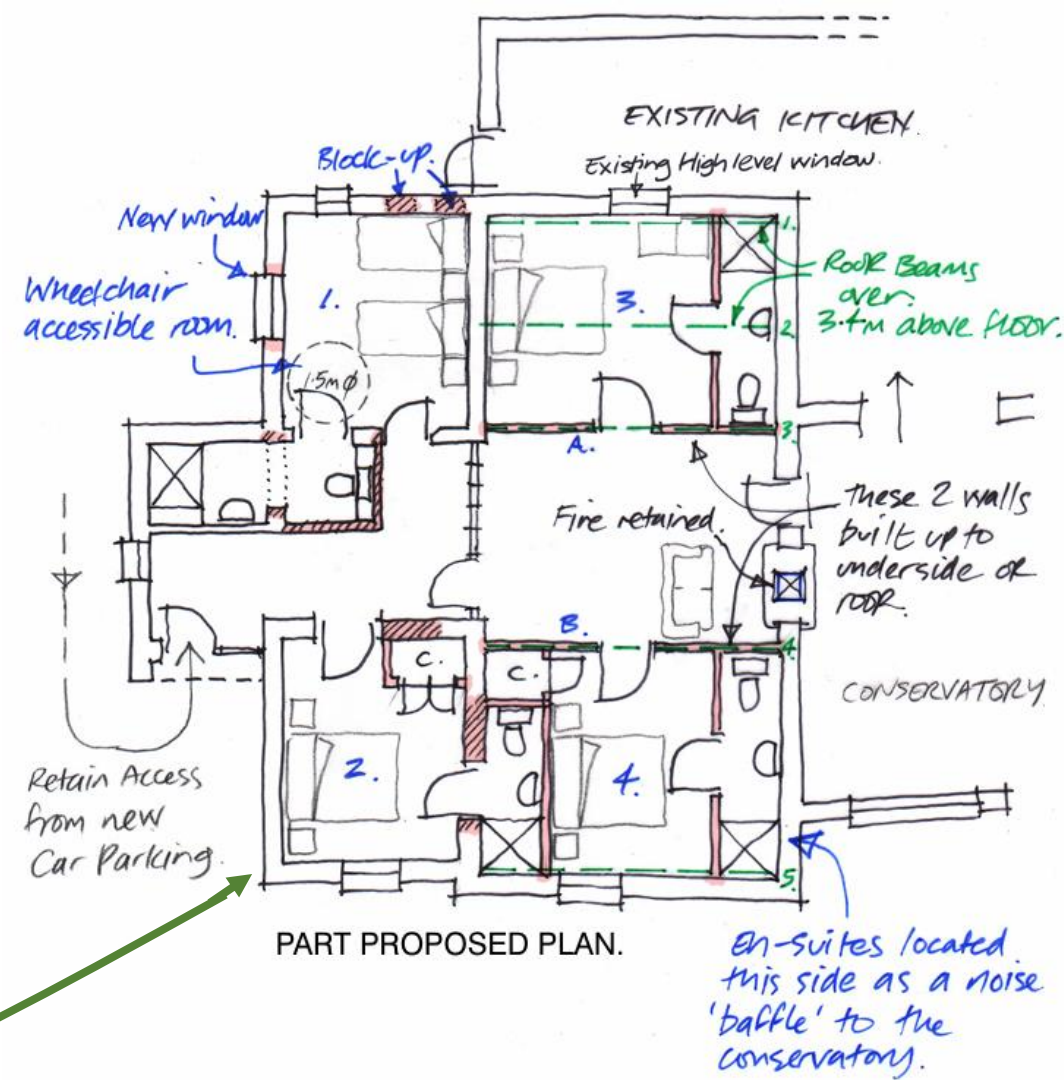 EXISTING KITCHEN.
Existing High level window.
Block-up.
New window
Wheelchair
accessible room.
1.
1.5m Ø
3.
1.
2.
3.
Roof Beams
over.
3.4m above floor.
A.
Fire retained.
These 2 walls
built up to
underside of
roof.
B.
4.
C.
C.
CONSERVATORY
2.
4.
5.
Retain Access
from new
Car Parking.
PART PROPOSED PLAN.
En-suites located
this side as a noise
'baffle' to the
conservatory.